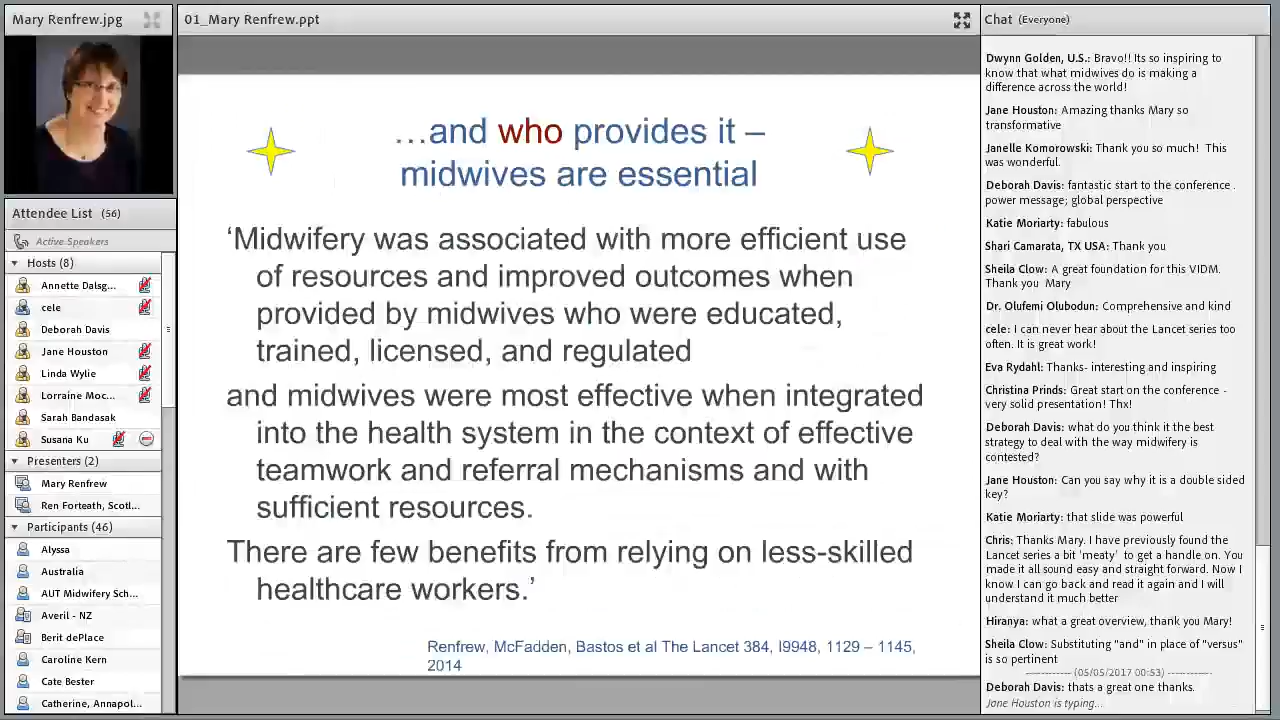 Mary Renfrew.jpg
Attendee List (56)
Active Speakers
Hosts (8)
Annette Dalsg...
cele
Deborah Davis
Jane Houston
Linda Wylie
Lorraine Moc...
Sarah Bandasak
Susana Ku
Presenters (2)
Mary Renfrew
Ren Forteath, Scotl...
Participants (46)
Alyssa
Australia
AUT Midwifery Sch...
Averil - NZ
Berit dePlace
Caroline Kern
Cate Bester
Catherine, Annapol...
01_Mary Renfrew.ppt
…and who provides it –
midwives are essential
‘Midwifery was associated with more efficient use
of resources and improved outcomes when
provided by midwives who were educated,
trained, licensed, and regulated
and midwives were most effective when integrated
into the health system in the context of effective
teamwork and referral mechanisms and with
sufficient resources.
There are few benefits from relying on less-skilled
healthcare workers.’
Renfrew, McFadden, Bastos et al The Lancet 384, I9948, 1129 – 1145,
2014
Chat (Everyone)
Dwynn Golden, U.S.: Bravo!! Its so inspiring to
know that what midwives do is making a
difference across the world!
Jane Houston: Amazing thanks Mary so
transformative
Janelle Komorowski: Thank you so much! This
was wonderful.
Deborah Davis: fantastic start to the conference .
power message; global perspective
Katie Moriarty: fabulous
Shari Camarata, TX USA: Thank you
Sheila Clow: A great foundation for this VIDM.
Thank you Mary
Dr. Olufemi Olubodun: Comprehensive and kind
cele: I can never hear about the Lancet series too
often. It is great work!
Eva Rydahl: Thanks- interesting and inspiring
Christina Prinds: Great start on the conference -
very solid presentation! Thx!
Deborah Davis: what do you think it the best
strategy to deal with the way midwifery is
contested?
Jane Houston: Can you say why it is a double sided
key?
Katie Moriarty: that slide was powerful
Chris: Thanks Mary. I have previously found the
Lancet series a bit 'meaty' to get a handle on. You
made it all sound easy and straight forward. Now I
know I can go back and read it again and I will
understand it much better
Hiranya: what a great overview, thank you Mary!
Sheila Clow: Substituting "and" in place of "versus"
is so pertinent
(05/05/2017 00:53)
Deborah Davis: thats a great one thanks.
Jane Houston is typing...